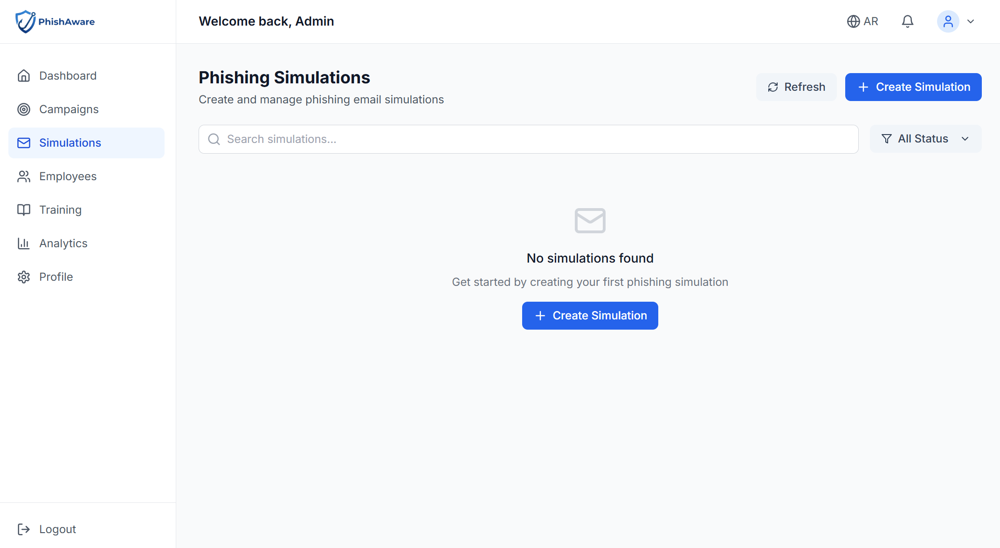 PhishAware
Welcome back, Admin
AR
Dashboard
Campaigns
Simulations
Employees
Training
Analytics
Profile
Logout
Phishing Simulations
Create and manage phishing email simulations
Refresh
Create Simulation
Search simulations...
All Status
No simulations found
Get started by creating your first phishing simulation
Create Simulation